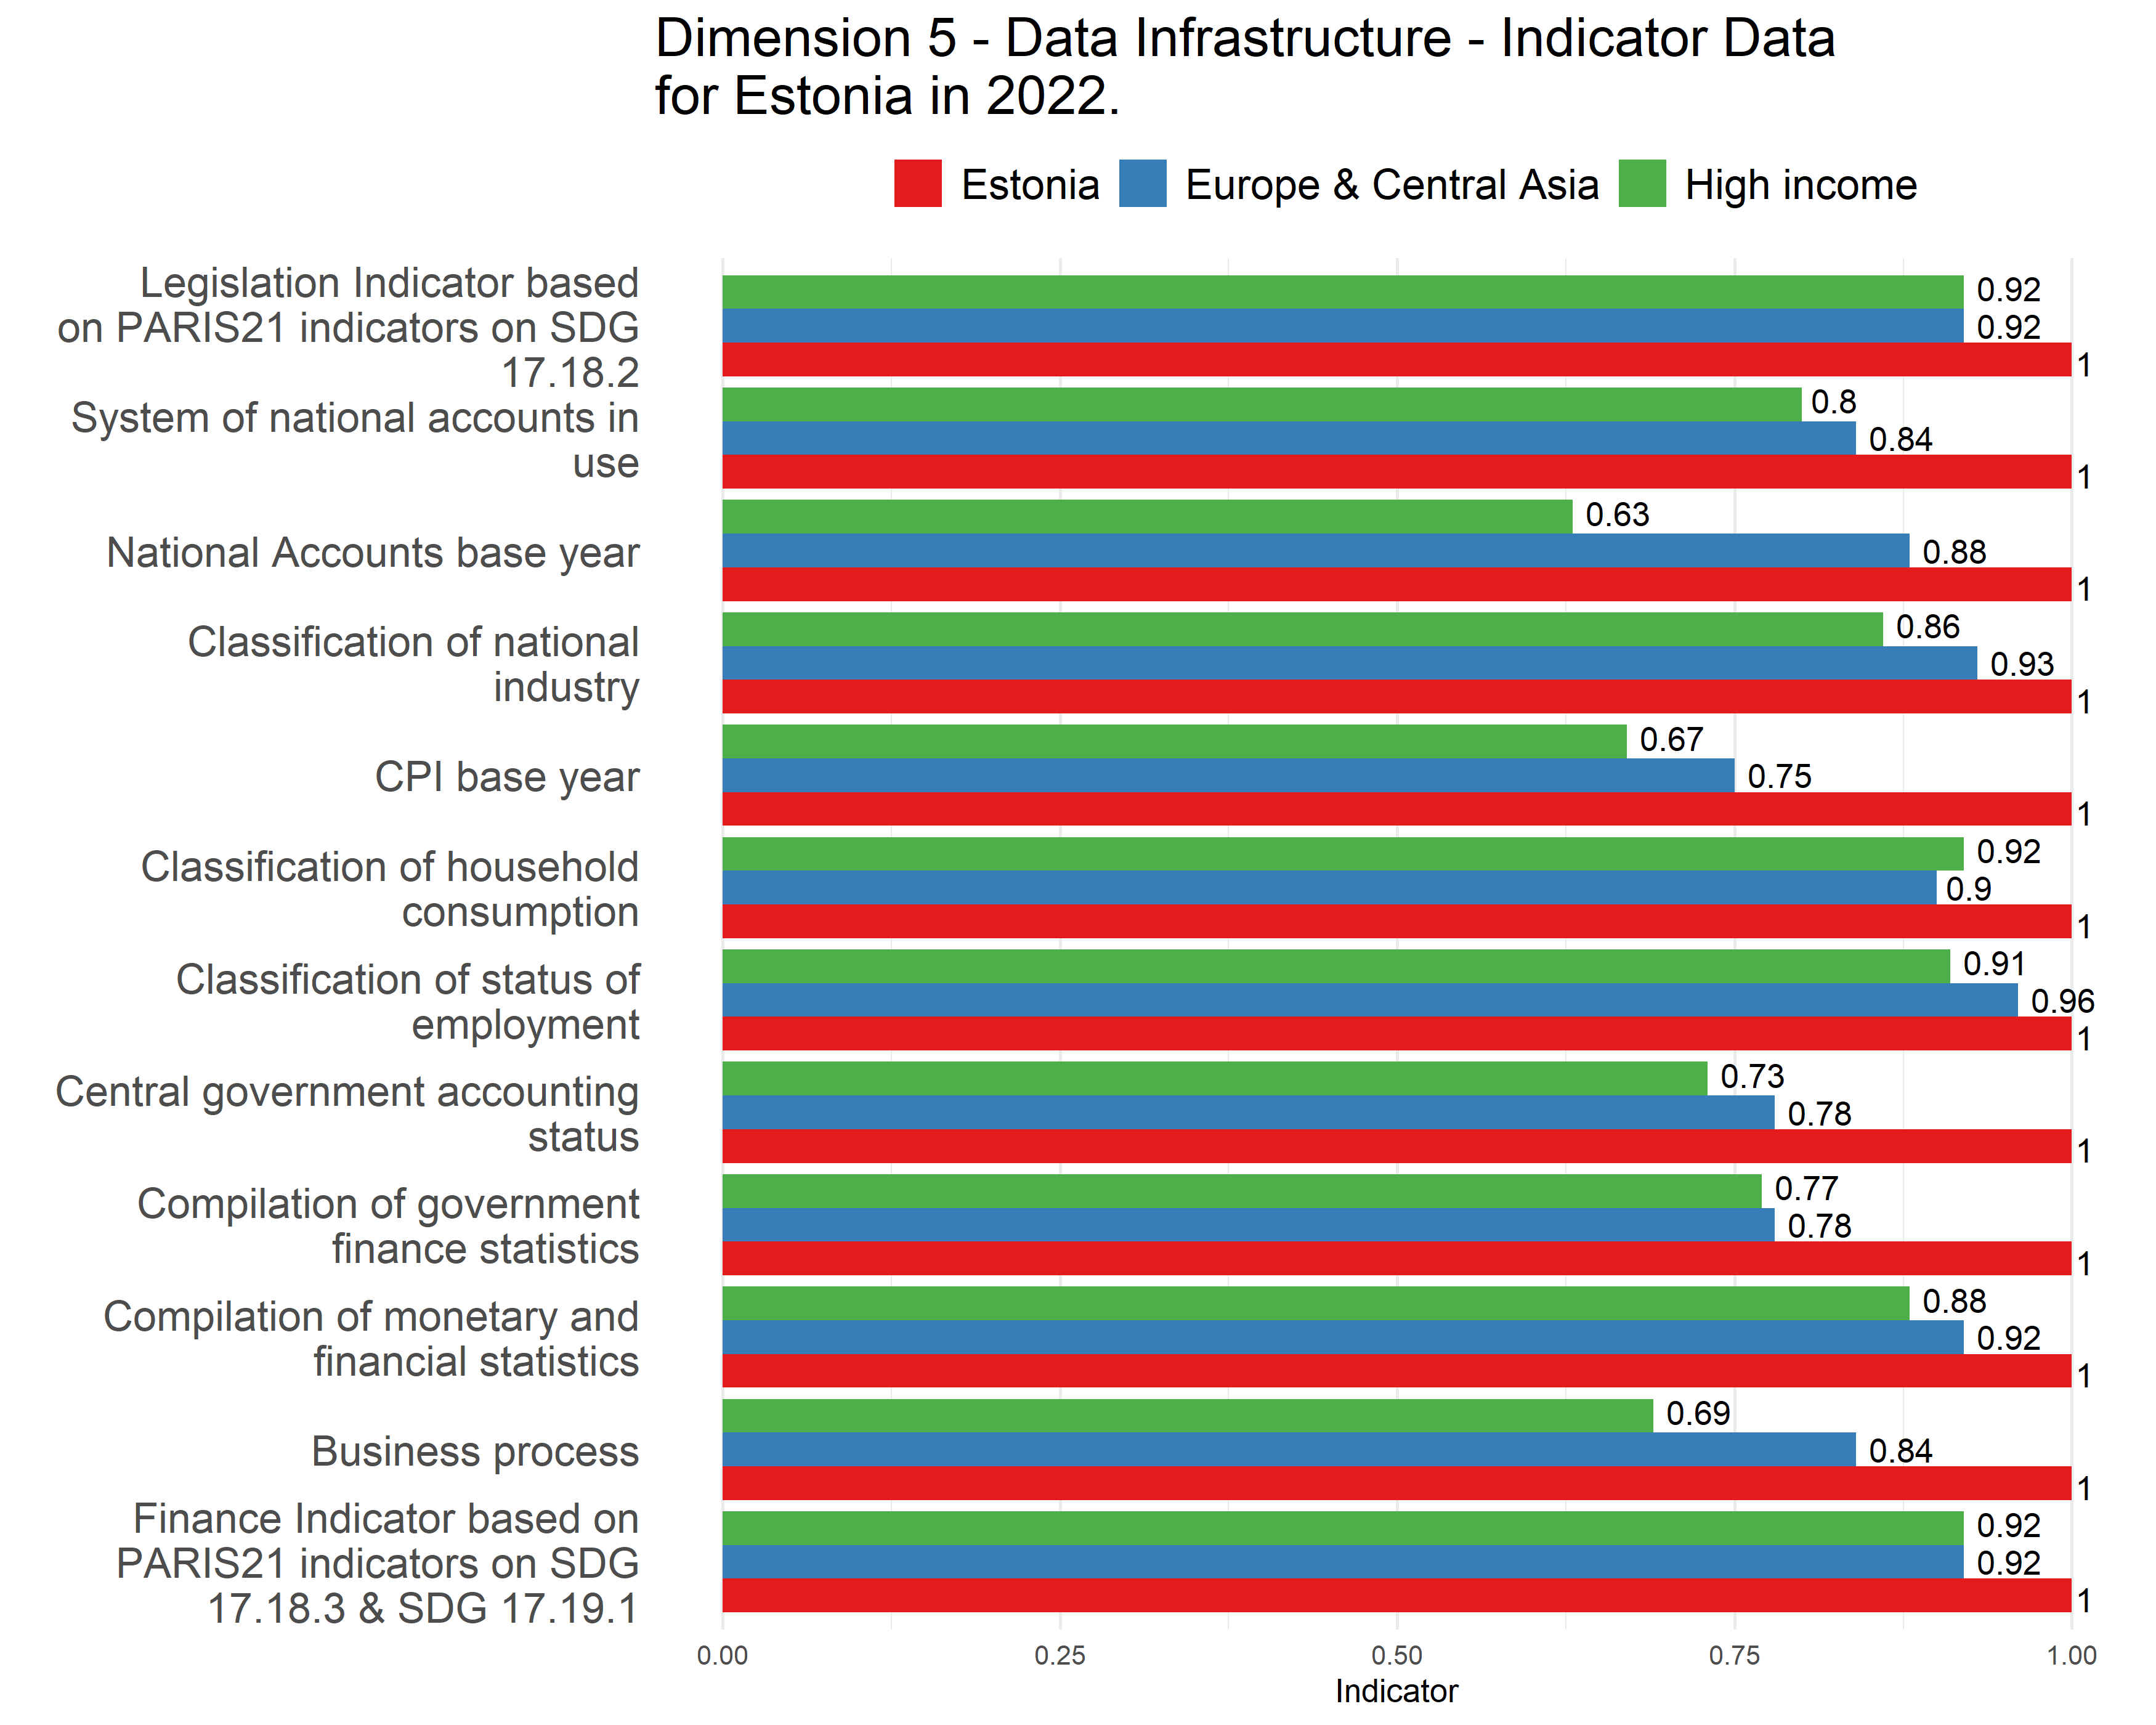 Dimension 5 - Data Infrastructure - Indicator Data
for Estonia in 2022.
Estonia Europe & Central Asia High income
Legislation Indicator based
on PARIS21 indicators on SDG
17.18.2
0.92
0.92
1
System of national accounts in
use
0.8
0.84
1
National Accounts base year
0.63
0.88
1
Classification of national
industry
0.86
0.93
1
CPI base year
0.67
0.75
1
Classification of household
consumption
0.92
0.9
1
Classification of status of
employment
0.91
0.96
1
Central government accounting
status
0.73
0.78
1
Compilation of government
finance statistics
0.77
0.78
1
Compilation of monetary and
financial statistics
0.88
0.92
1
Business process
0.69
0.84
1
Finance Indicator based on
PARIS21 indicators on SDG
17.18.3 & SDG 17.19.1
0.92
0.92
1
0.00 0.25 0.50 0.75 1.00
Indicator